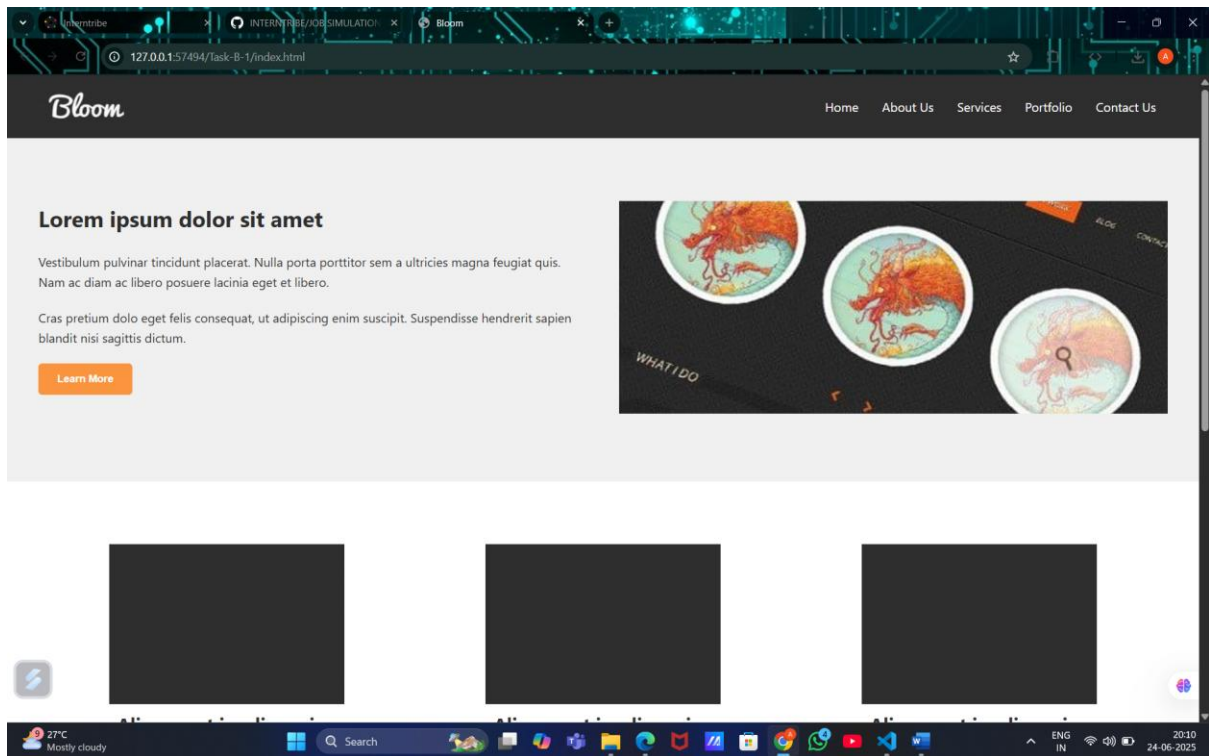 Interntribe
INTERNTRIBE/JOB SIMULATION
Bloom
127.0.0.1:57494/Task-B-1/index.html
A
Bloom
Home About Us Services Portfolio Contact Us
Lorem ipsum dolor sit amet
Vestibulum pulvinar tincidunt placerat. Nulla porta porttitor sem a ultricies magna feugiat quis.
Nam ac diam ac libero posuere lacinia eget et libero.
Cras pretium dolo eget felis consequat, ut adipiscing enim suscipit. Suspendisse hendrerit sapien
blandit nisi sagittis dictum.
Learn More
BLOG
WHAT I DO
9
27°C
Mostly cloudy
Search
ENG
IN
20:10
24-06-2025